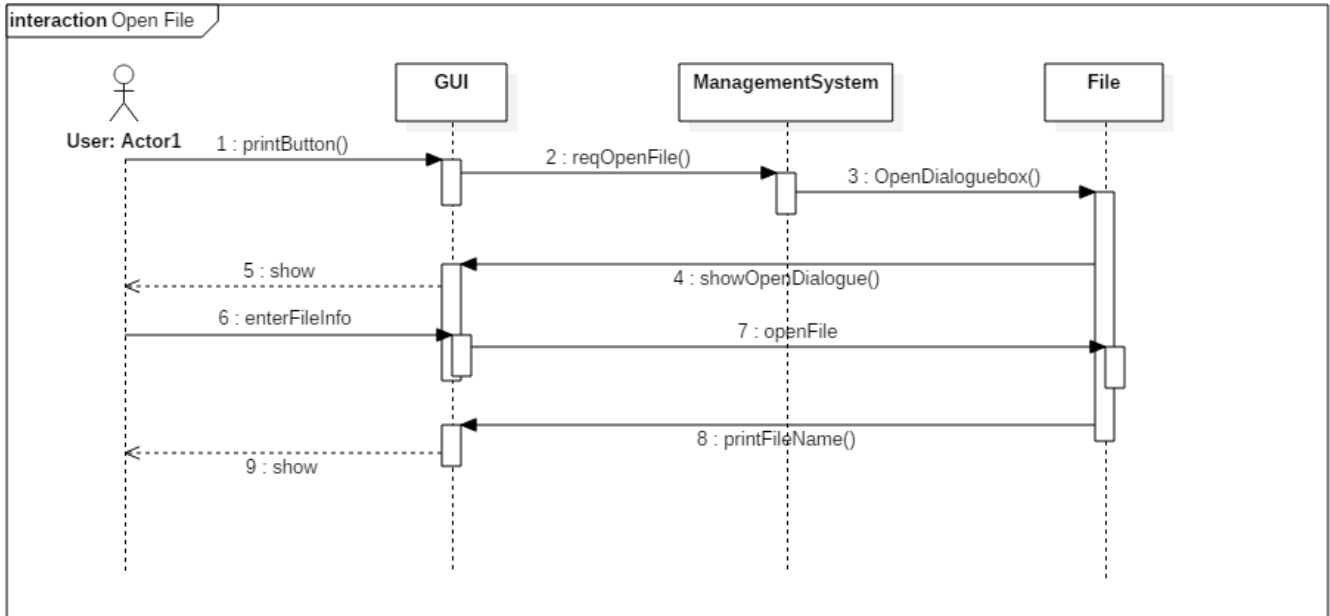 interaction Open File
GUI
ManagementSystem
File
User: Actor1
1 : printButton()
2 : reqOpenFile()
3 : OpenDialoguebox()
5 : show
4 : showOpenDialogue()
6 : enterFileInfo
7 : openFile
8 : printFileName()
9 : show